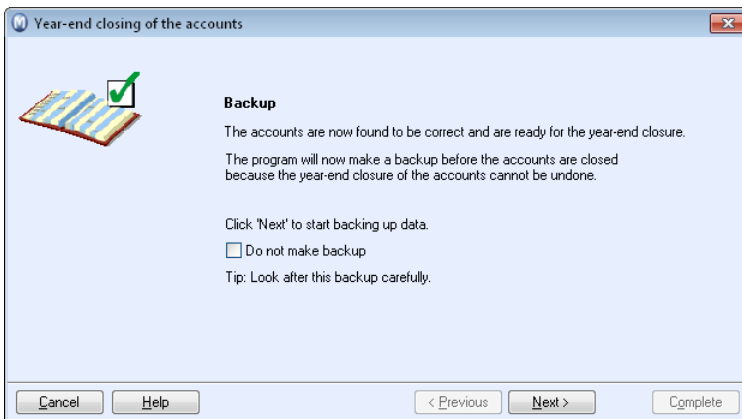 Year-end closing of the accounts
Backup
The accounts are now found to be correct and are ready for the year-end closure.
The program will now make a backup before the accounts are closed
because the year-end closure of the accounts cannot be undone.
Click 'Next' to start backing up data.
Do not make backup
Tip: Look after this backup carefully.
Cancel Help < Previous Next > Complete